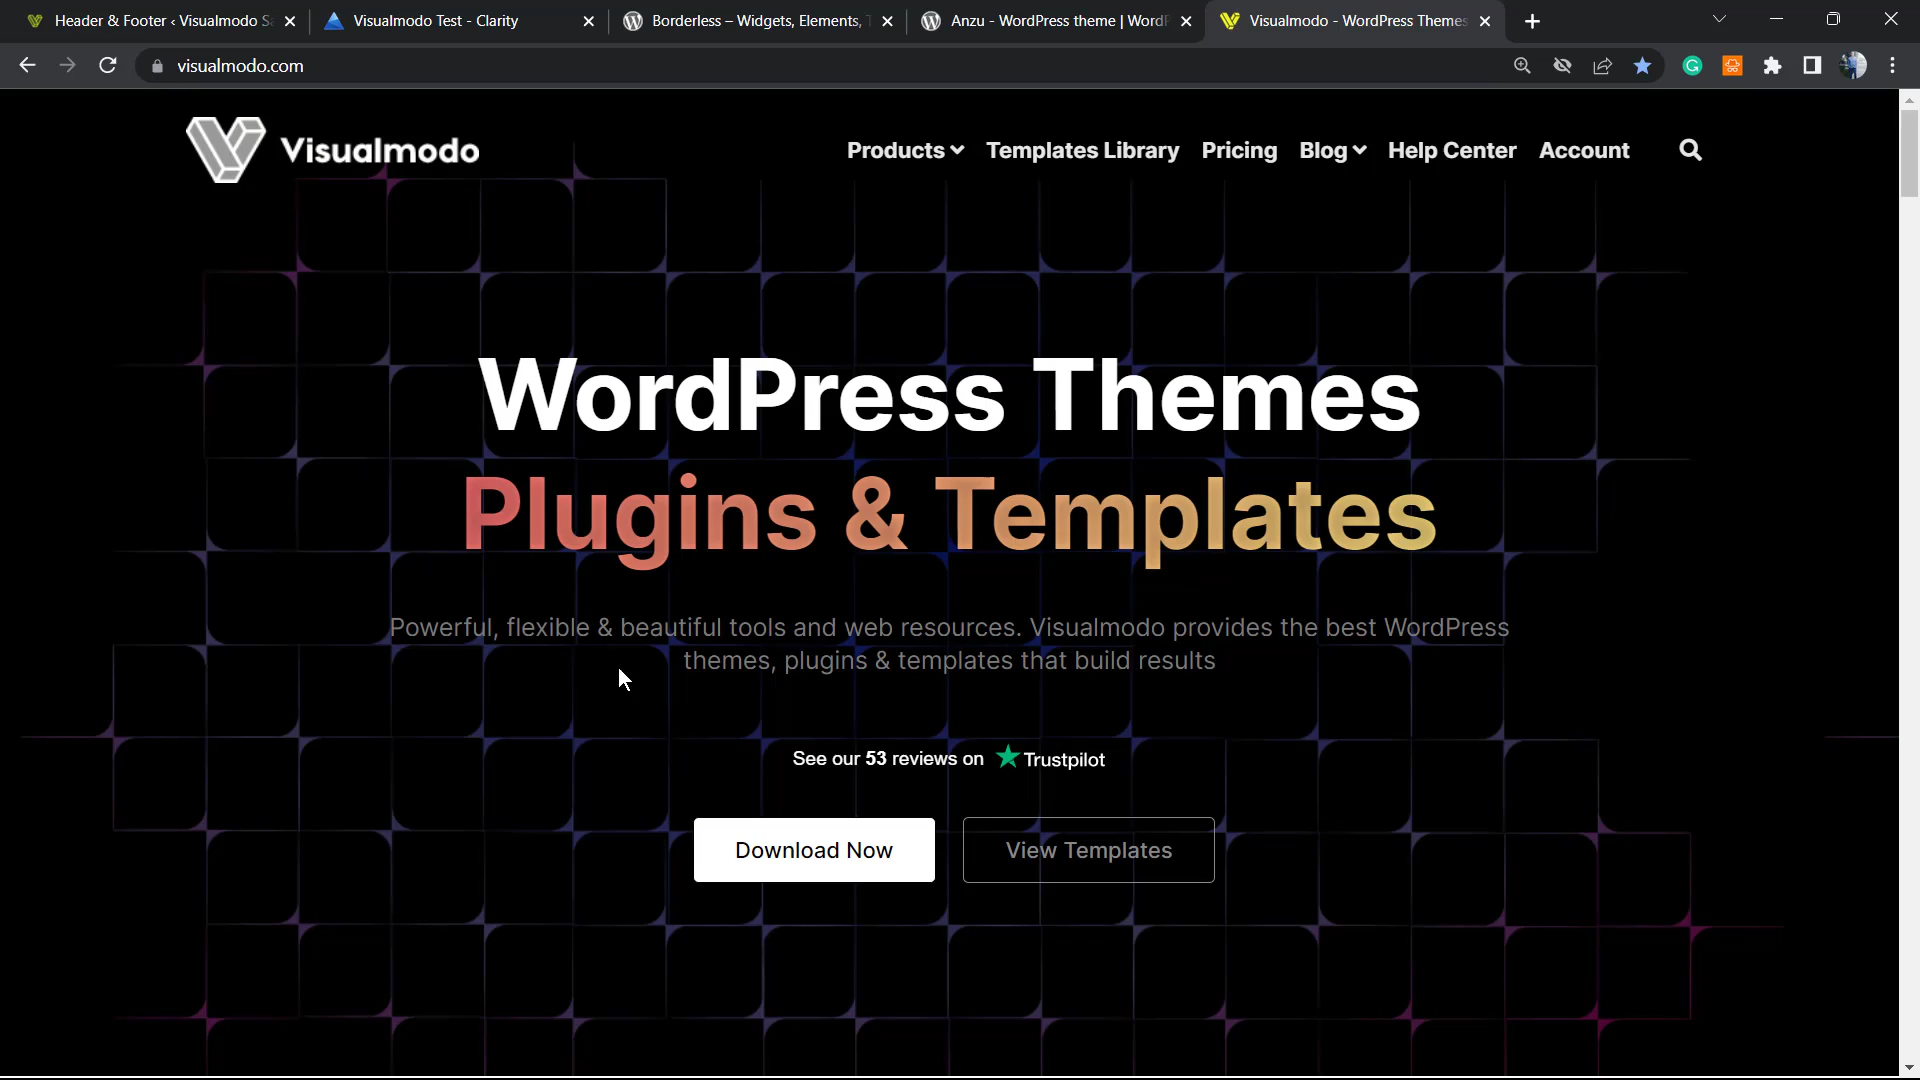 Header & Footer ‹ Visualmodo S
Visualmodo Test - Clarity
Borderless – Widgets, Elements,
Anzu - WordPress theme | Word
Visualmodo - WordPress Themes
visualmodo.com
Visualmodo
Products
Templates Library
Pricing
Blog
Help Center
Account
WordPress Themes
Plugins & Templates
Powerful, flexible & beautiful tools and web resources. Visualmodo provides the best WordPress
themes, plugins & templates that build results
See our 53 reviews on Trustpilot
Download Now
View Templates